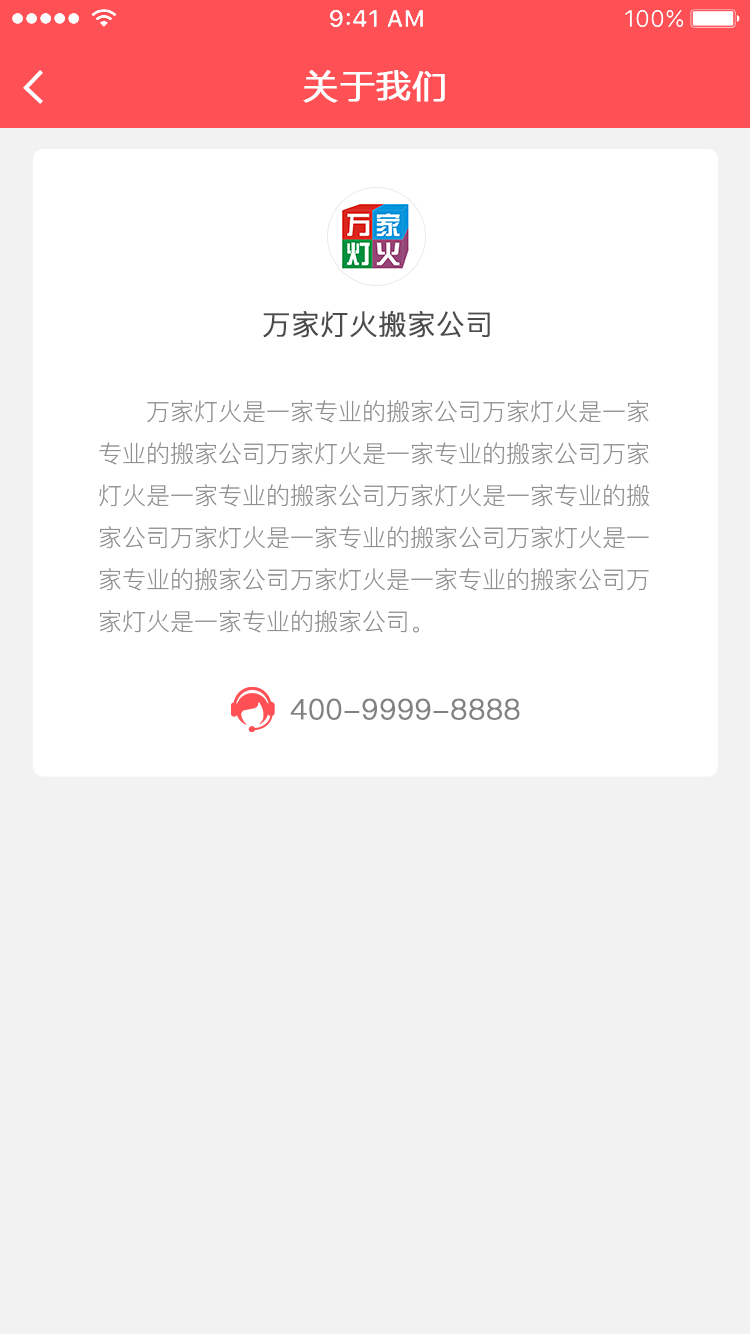 9:41 AM
100%
关于我们
万家
灯火
万家灯火搬家公司
万家灯火是一家专业的搬家公司万家灯火是一家
专业的搬家公司万家灯火是一家专业的搬家公司万家
灯火是一家专业的搬家公司万家灯火是一家专业的搬
家公司万家灯火是一家专业的搬家公司万家灯火是一
家专业的搬家公司万家灯火是一家专业的搬家公司万
家灯火是一家专业的搬家公司。
400-9999-8888